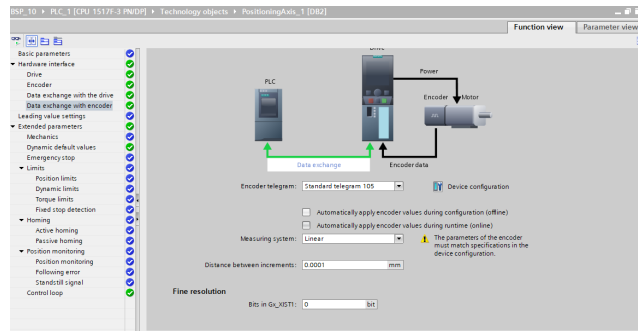 BSP_10 ▸ PLC_1 [CPU 1517F-3 PN/DP] ▸ Technology objects ▸ PositioningAxis_1 [DB2]
Function view
Parameter view
Basic parameters
Hardware interface
Drive
Encoder
Data exchange with the drive
Data exchange with encoder
Leading value settings
Extended parameters
Mechanics
Dynamic default values
Emergency stop
Limits
Position limits
Dynamic limits
Torque limits
Fixed stop detection
Homing
Active homing
Passive homing
Position monitoring
Position monitoring
Following error
Standstill signal
Control loop
Drive
PLC
Power
Encoder
Motor
Data exchange
Encoder data
Encoder telegram: Standard telegram 105
Device configuration
Automatically apply encoder values during configuration (offline)
Automatically apply encoder values during runtime (online)
Measuring system: Linear
The parameters of the encoder
must match specifications in the
device configuration.
Distance between increments: 0.0001 mm
Fine resolution
Bits in Gx_XIST1: 0 bit